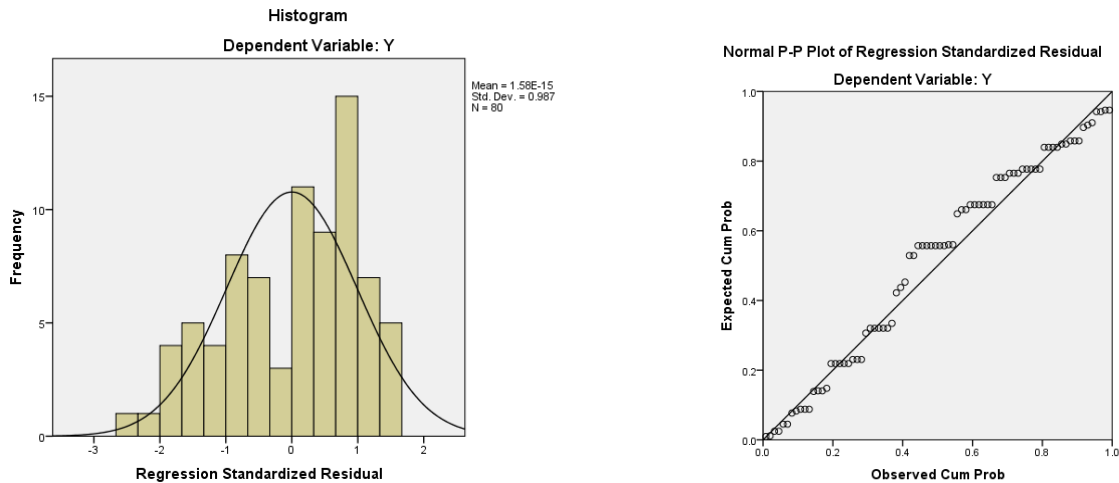 Histogram
Dependent Variable: Y
Mean = 1.58E-15
Std. Dev. = 0.987
N = 80
15
10
5
0
Frequency
-3 -2 -1 0 1 2
Regression Standardized Residual
Normal P-P Plot of Regression Standardized Residual
Dependent Variable: Y
1.0
0.8
0.6
0.4
0.2
0.0
Expected Cum Prob
0.0 0.2 0.4 0.6 0.8 1.0
Observed Cum Prob